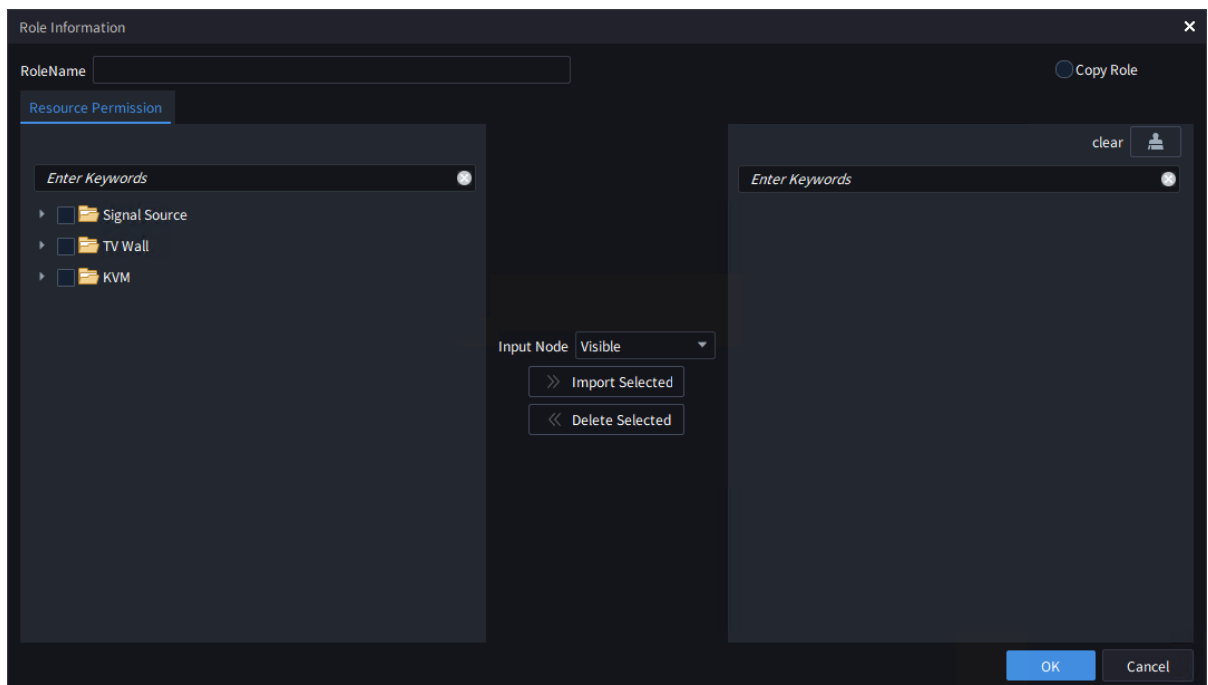 Role Information
RoleName
Copy Role
Resource Permission
clear
Enter Keywords
Enter Keywords
Signal Source
TV Wall
KVM
Input Node Visible
Import Selected
Delete Selected
OK Cancel